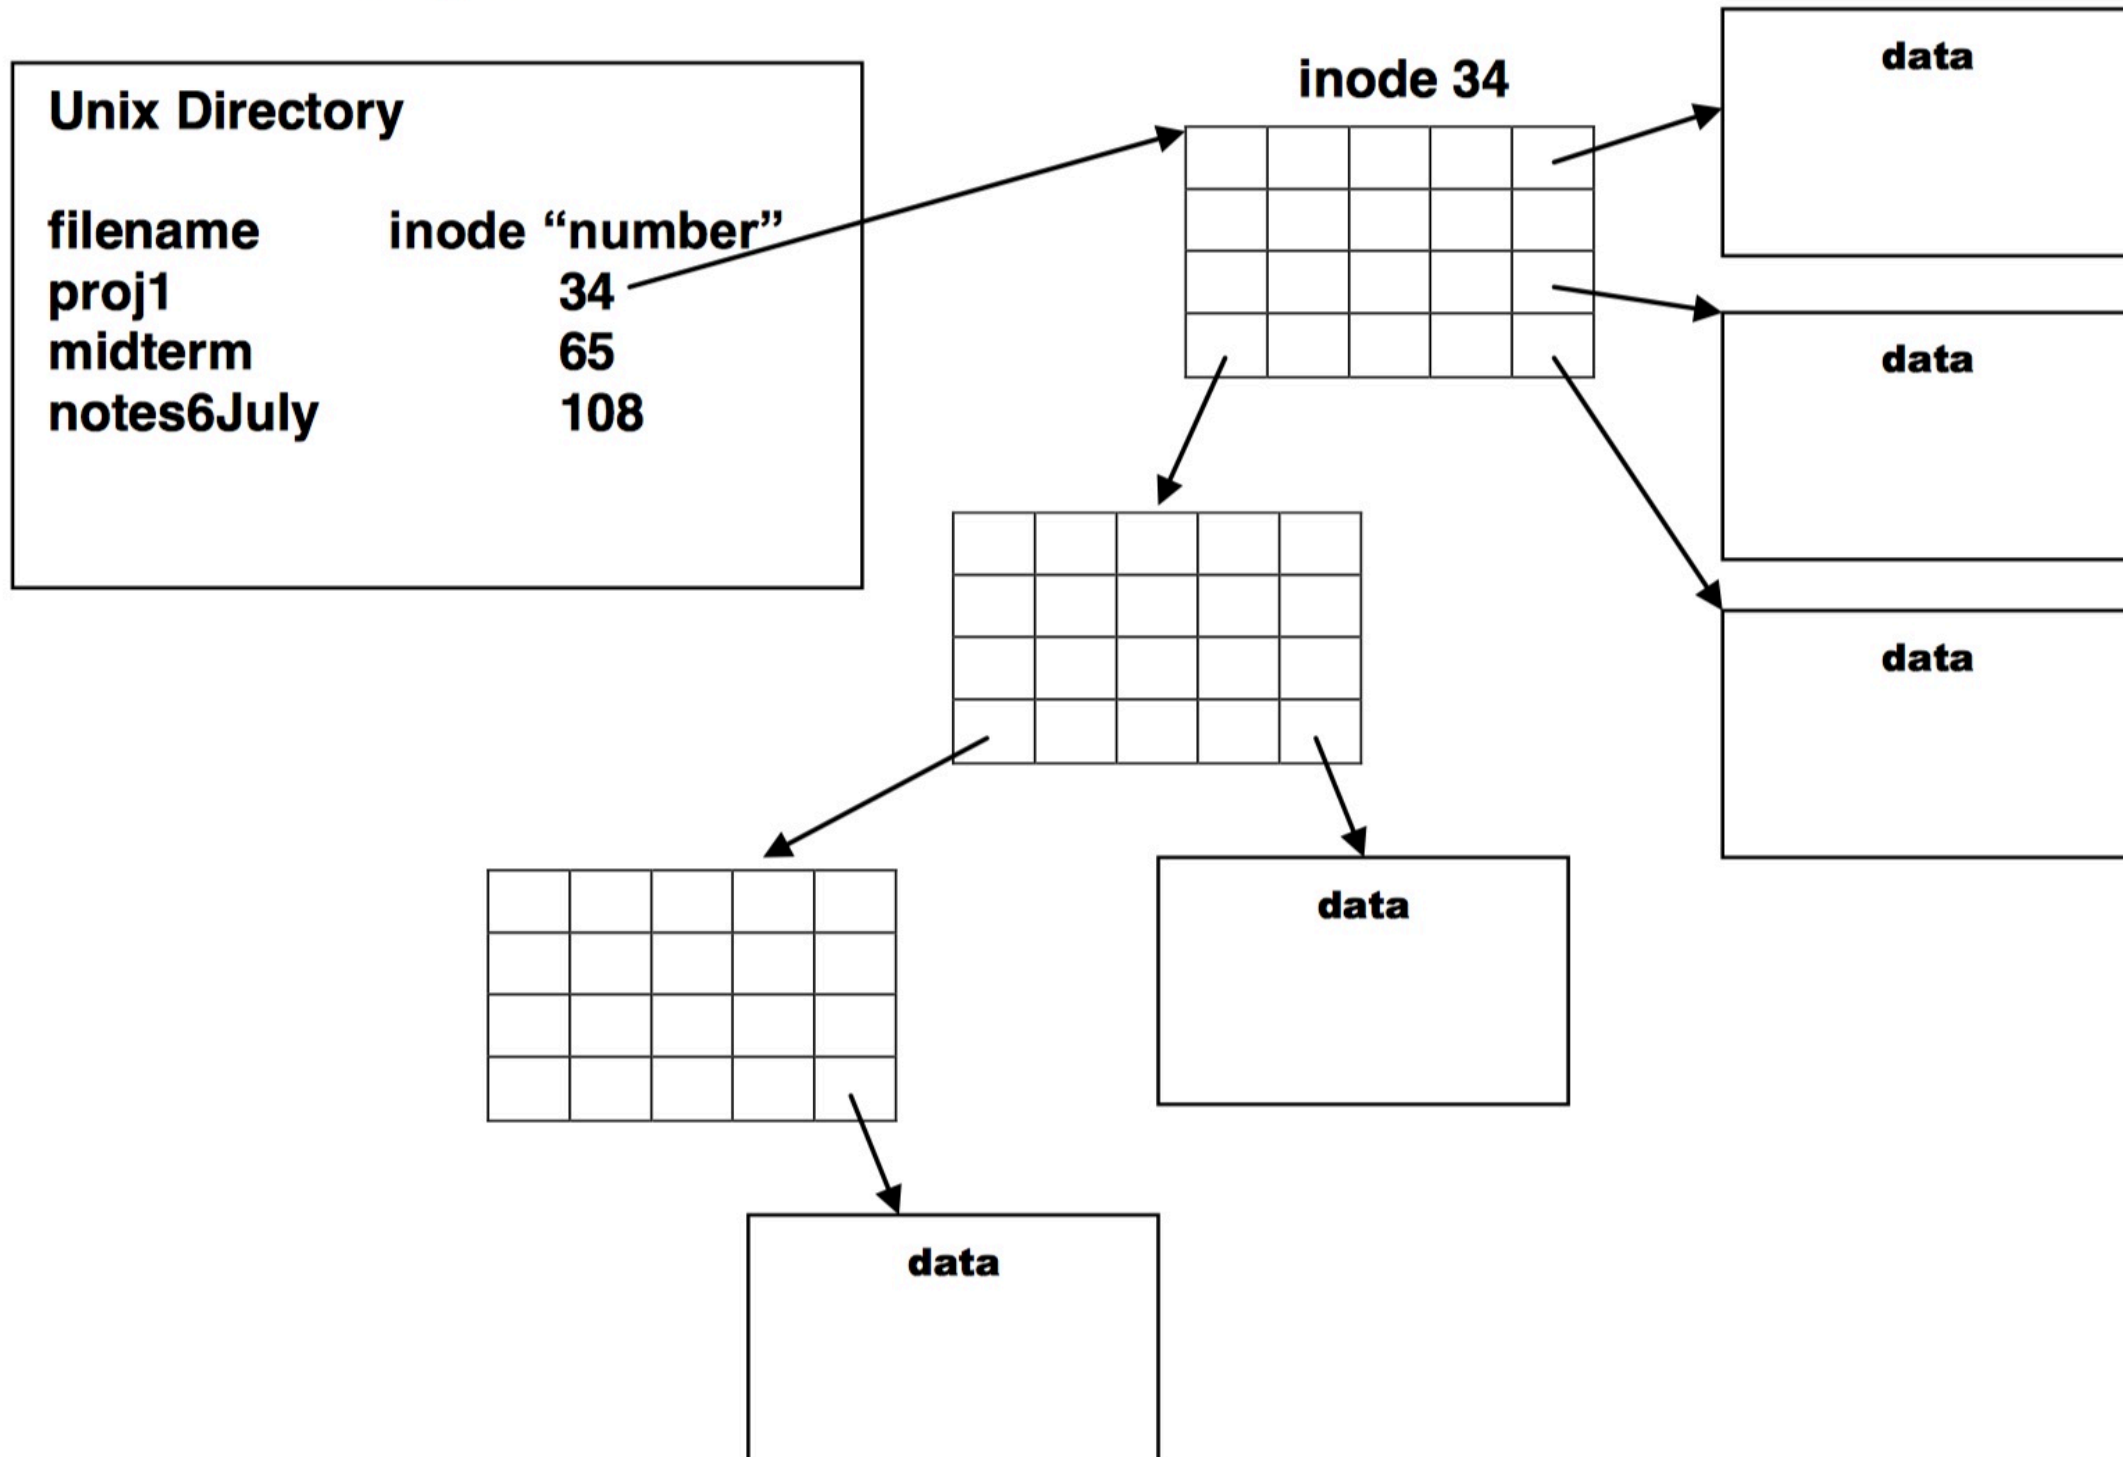 Unix Directory
filename inode “number”
proj1 34
midterm 65
notes6July 108
inode 34
data
data
data
data
data